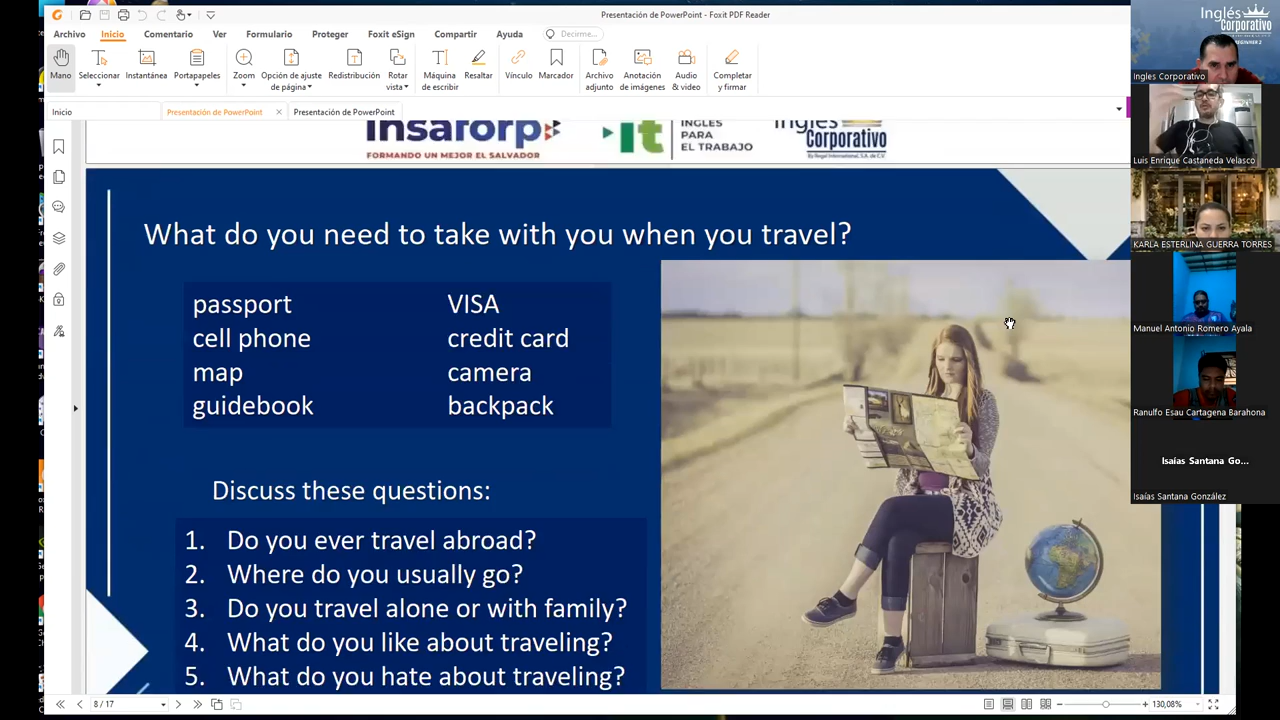 Presentación de PowerPoint - Foxit PDF Reader
Archivo Inicio Comentario Ver Formulario Proteger Foxit eSign Compartir Ayuda Decirme...
Mano
Seleccionar
Instantánea
Portapapeles
Zoom
Opción de ajuste de página
Redistribución
Rotar vista
Máquina de escribir
Resaltar
Vínculo
Marcador
Archivo adjunto
Anotación de imágenes
Audio & video
Completar y firmar
Inicio
Presentación de PowerPoint
Presentación de PowerPoint
insaforp
FORMANDO UN MEJOR EL SALVADOR
it
INGLÉS
PARA
EL TRABAJO
Inglés
Corporativo
What do you need to take with you when you travel?
passport VISA
cell phone credit card
map camera
guidebook backpack
Discuss these questions:
1. Do you ever travel abroad?
2. Where do you usually go?
3. Do you travel alone or with family?
4. What do you like about traveling?
5. What do you hate about traveling?
8 / 17
130,08%
Inglés
Corporativo
BEGINNER 2
Ingles Corporativo
Luis Enrique Castaneda Velasco
KARLA ESTERLINA GUERRA TORRES
Manuel Antonio Romero Ayala
Ranulfo Esau Cartagena Barahona
Isaías Santana Go...
Isaías Santana González